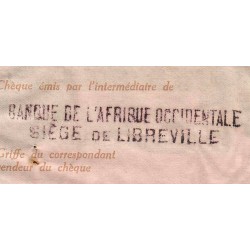 Chèque émis par l'intermédiaire de
BANQUE DE L'AFRIQUE OCCIDENTALE
SIÈGE DE LIBREVILLE
Griffe du correspondant
vendeur du chèque